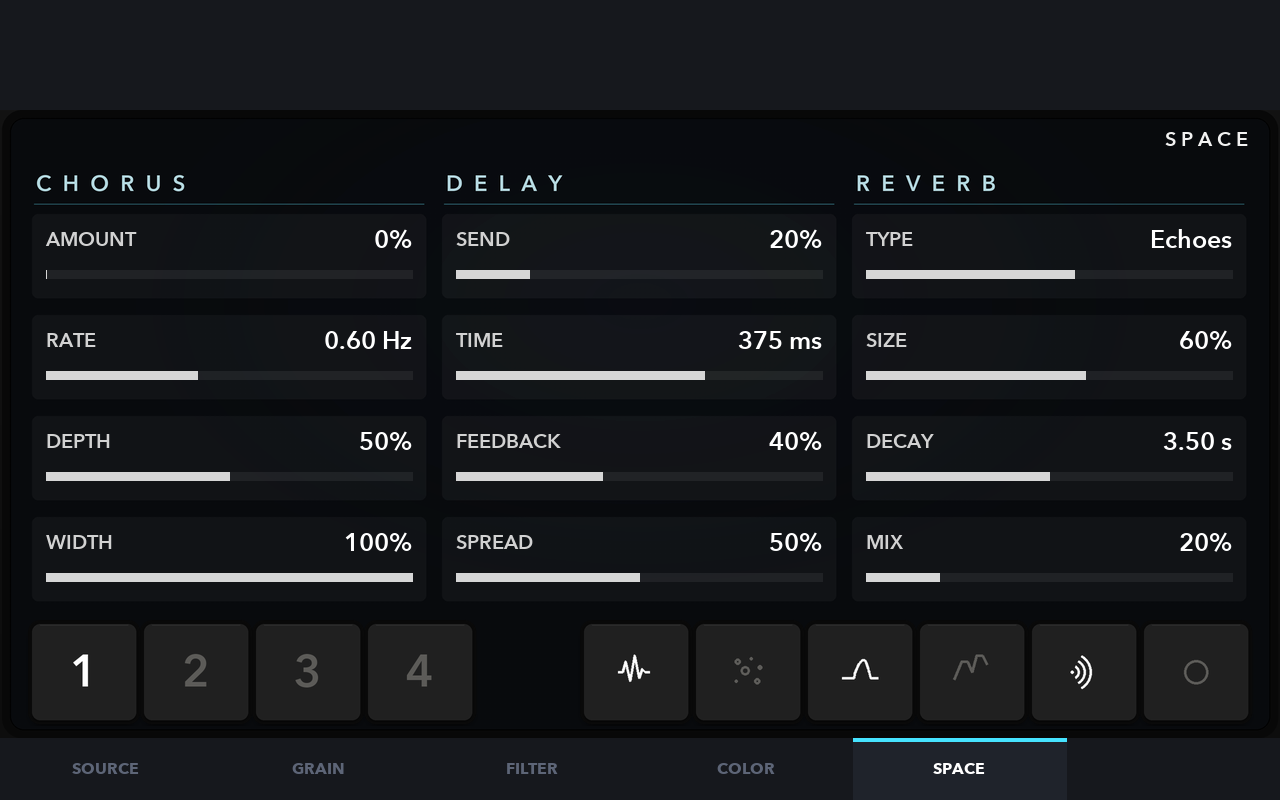 SPACE
CHORUS DELAY REVERB
AMOUNT 0% SEND 20% TYPE Echoes
RATE 0.60 Hz TIME 375 ms SIZE 60%
DEPTH 50% FEEDBACK 40% DECAY 3.50 s
WIDTH 100% SPREAD 50% MIX 20%
1 2 3 4
SOURCE GRAIN FILTER COLOR SPACE